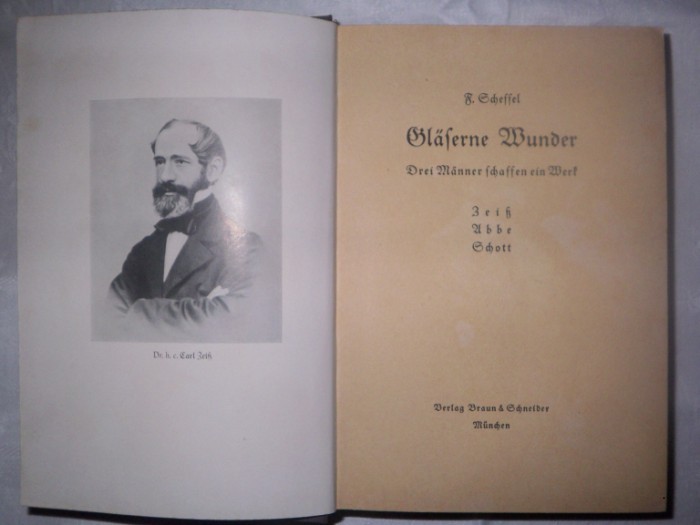 Dr. h. c. Carl Zeiß
F. Scheffel
Gläserne Wunder
Drei Männer schaffen ein Werk
Zeiß
Abbe
Schott
Verlag Braun & Schneider
München